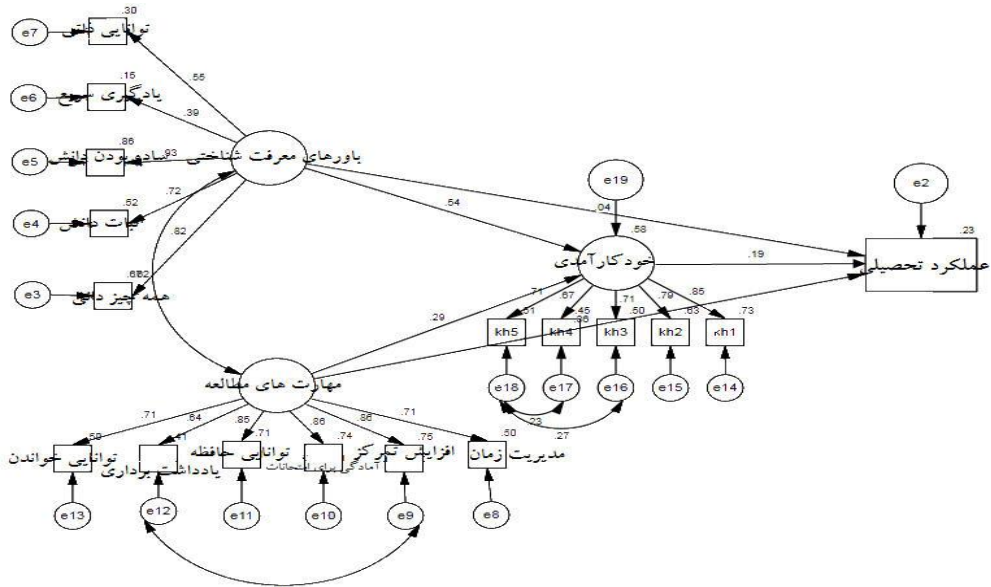 .30
e7
توانایی ذاتی
.55
.15
e6
یادگیری سریع
.39
.86
e5
ساده بودن دانش
.93
باورهای معرفت شناختی
e19
e2
.72
.52
e4
ثبات دانش
.54
.04
.58
.23
.82
خودکارآمدی
.19
عملکرد تحصیلی
e3
همه چیز دانی
.71
.67
.71
.79
.85
.29
.45
.50
.63
.73
kh5
kh4
kh3
kh2
kh1
مهارت های مطالعه
e18
e17
e16
e15
e14
.23
.27
.71
.64
.85
.86
.86
.71
.41
.71
.74
.75
.50
توانایی خواندن
یادداشت برداری
توانایی حافظه
آمادگی برای امتحانات
افزایش تمرکز
مدیریت زمان
e13
e12
e11
e10
e9
e8